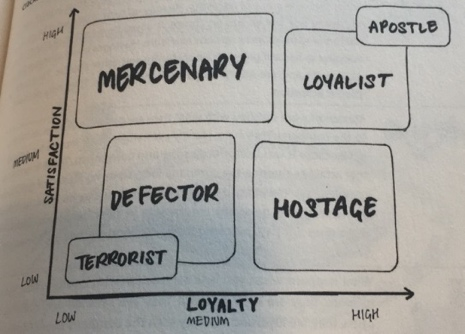 HIGH
APOSTLE
MERCENARY
LOYALIST
SATISFACTION
MEDIUM
DEFECTOR
HOSTAGE
TERRORIST
LOW
LOW
LOYALTY
MEDIUM
HIGH